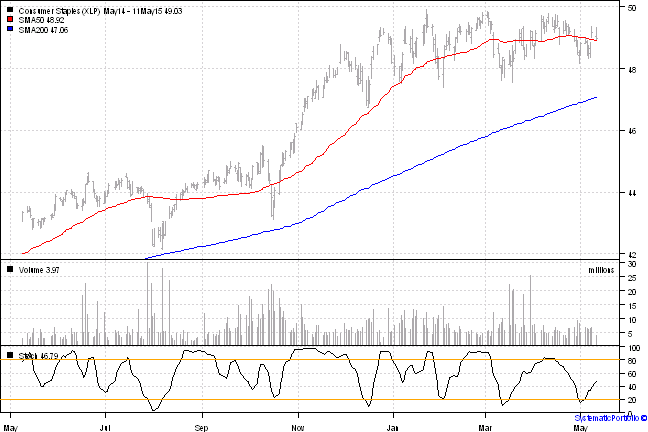 Consumer Staples (XLP) May14 - 11May15 49.03
SMA50 48.92
SMA200 47.06
50
48
46
44
42
Volume 3.97
millions
30
25
20
15
10
5
Stoch 46.79
100
80
60
40
20
May Jul Sep Nov Jan Mar May
SystematicPortfolio ©